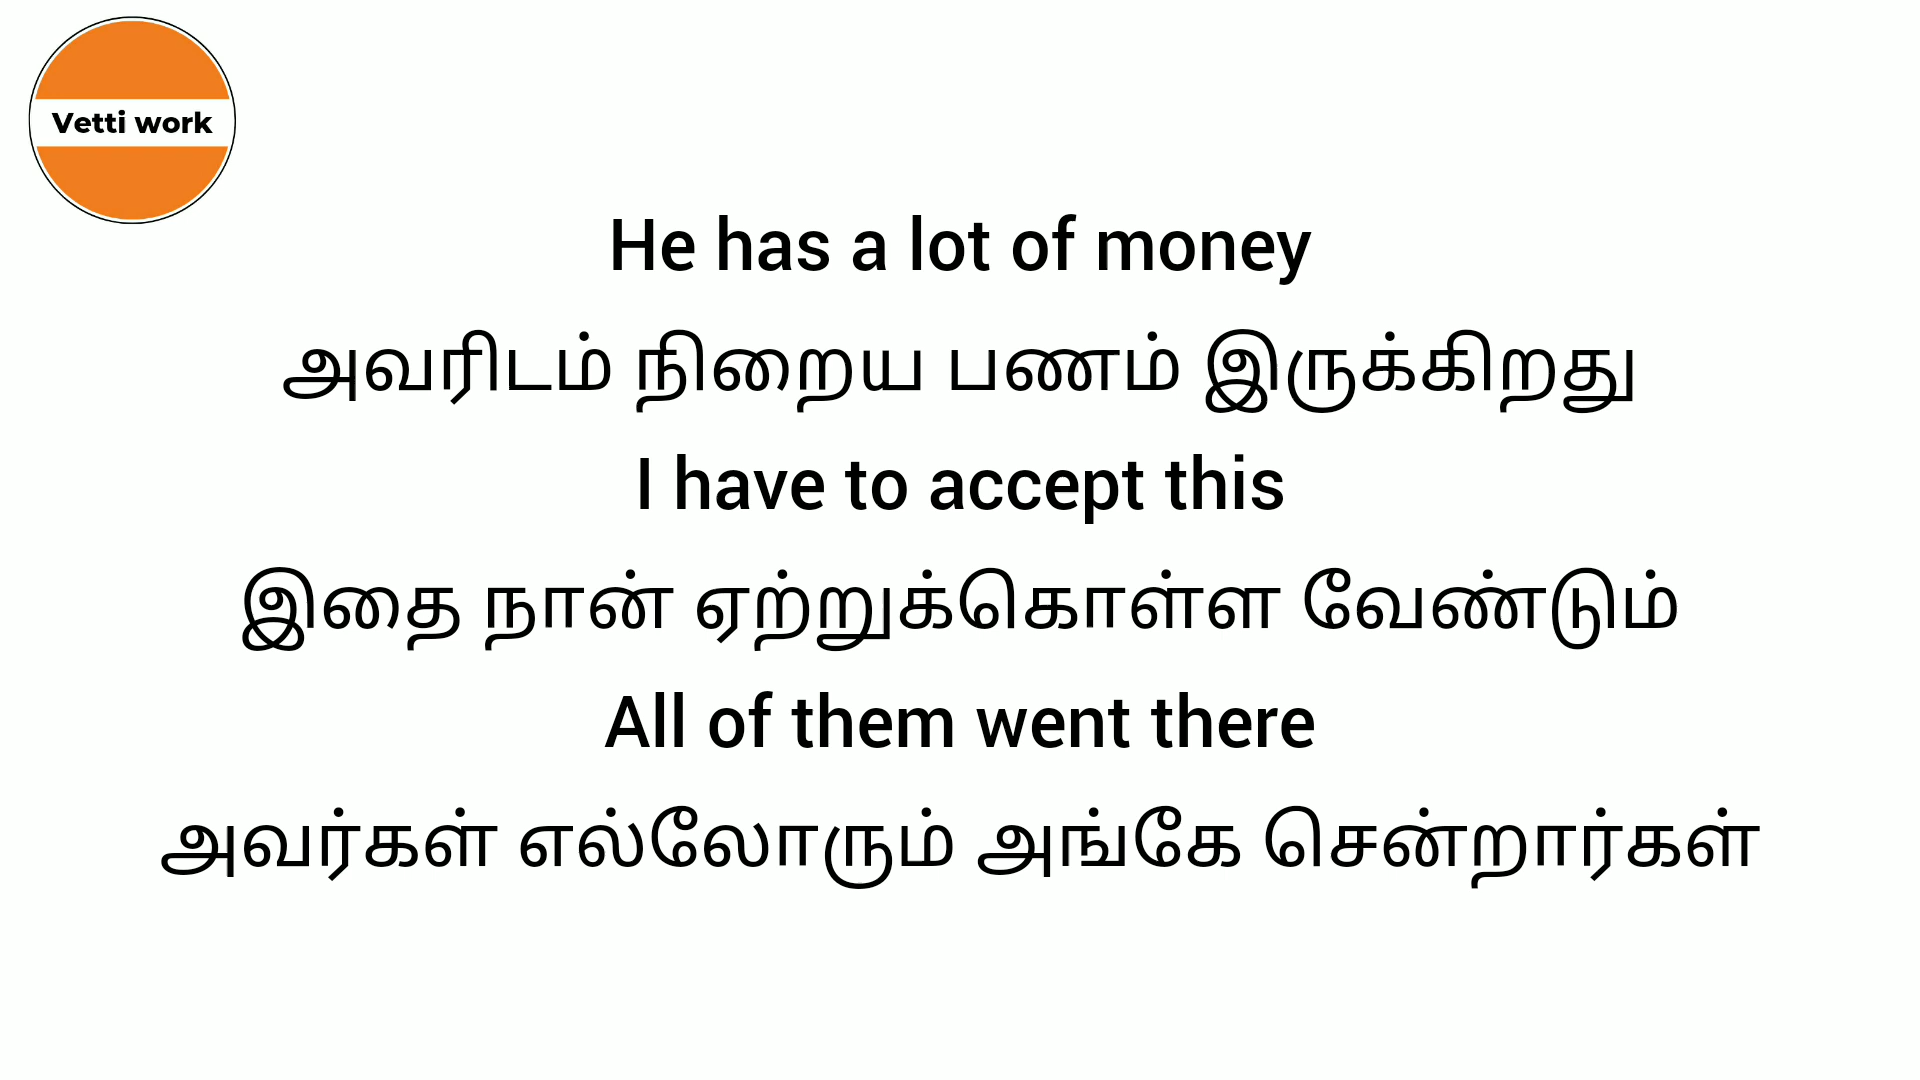 Vetti work
He has a lot of money
அவரிடம் நிறைய பணம் இருக்கிறது
I have to accept this
இதை நான் ஏற்றுக்கொள்ள வேண்டும்
All of them went there
அவர்கள் எல்லோரும் அங்கே சென்றார்கள்